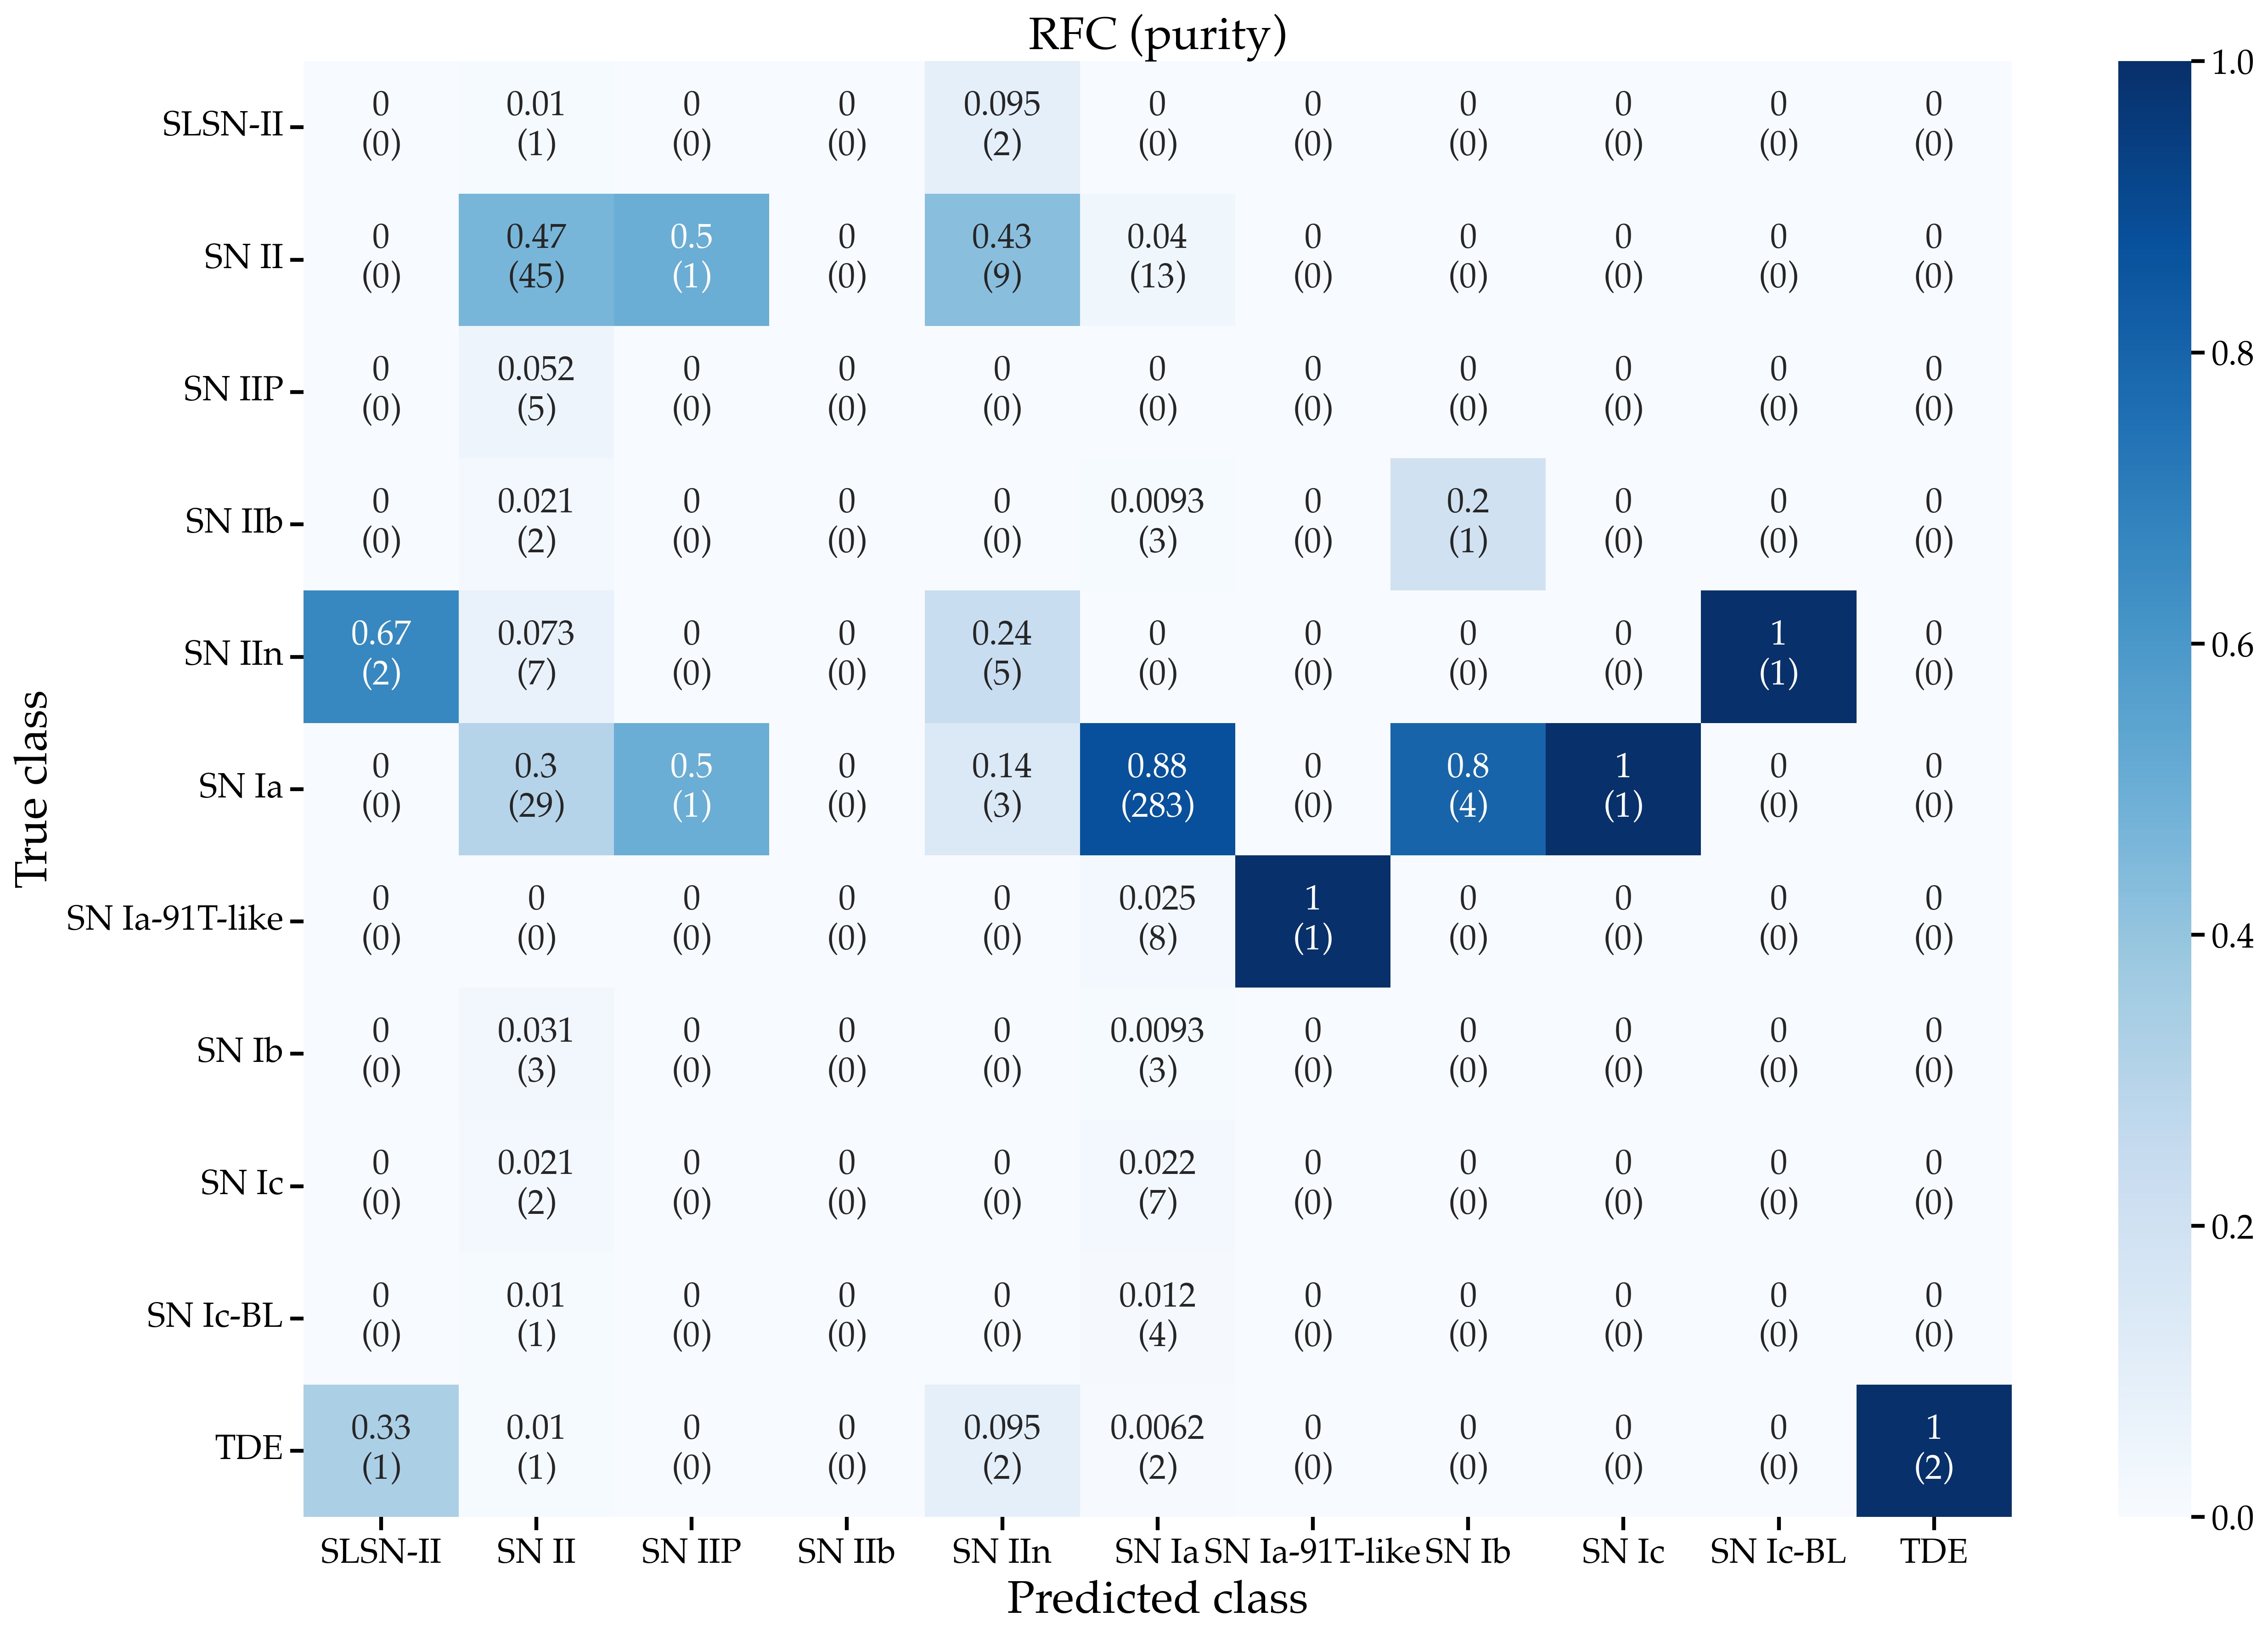 RFC (purity)
1.0
SLSN-II
0 0.01 0 0 0.095 0 0 0 0 0 0
(0) (1) (0) (0) (2) (0) (0) (0) (0) (0) (0)
SN II
0 0.47 0.5 0 0.43 0.04 0 0 0 0 0
(0) (45) (1) (0) (9) (13) (0) (0) (0) (0) (0)
0.8
SN IIP
0 0.052 0 0 0 0 0 0 0 0 0
(0) (5) (0) (0) (0) (0) (0) (0) (0) (0) (0)
SN IIb
0 0.021 0 0 0 0.0093 0 0.2 0 0 0
(0) (2) (0) (0) (0) (3) (0) (1) (0) (0) (0)
0.6
SN IIn
0.67 0.073 0 0 0.24 0 0 0 0 1 0
(2) (7) (0) (0) (5) (0) (0) (0) (0) (1) (0)
True class
SN Ia
0 0.3 0.5 0 0.14 0.88 0 0.8 1 0 0
(0) (29) (1) (0) (3) (283) (0) (4) (1) (0) (0)
SN Ia-91T-like
0 0 0 0 0 0.025 1 0 0 0 0
(0) (0) (0) (0) (0) (8) (1) (0) (0) (0) (0)
0.4
SN Ib
0 0.031 0 0 0 0.0093 0 0 0 0 0
(0) (3) (0) (0) (0) (3) (0) (0) (0) (0) (0)
SN Ic
0 0.021 0 0 0 0.022 0 0 0 0 0
(0) (2) (0) (0) (0) (7) (0) (0) (0) (0) (0)
0.2
SN Ic-BL
0 0.01 0 0 0 0.012 0 0 0 0 0
(0) (1) (0) (0) (0) (4) (0) (0) (0) (0) (0)
TDE
0.33 0.01 0 0 0.095 0.0062 0 0 0 0 1
(1) (1) (0) (0) (2) (2) (0) (0) (0) (0) (2)
0.0
SLSN-II SN II SN IIP SN IIb SN IIn SN Ia SN Ia-91T-like SN Ib SN Ic SN Ic-BL TDE
Predicted class